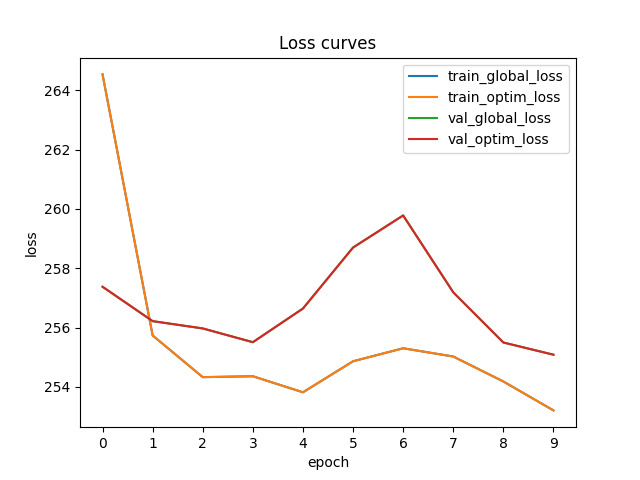 Loss curves
train_global_loss
train_optim_loss
val_global_loss
val_optim_loss
264
262
260
258
256
254
loss
0 1 2 3 4 5 6 7 8 9
epoch